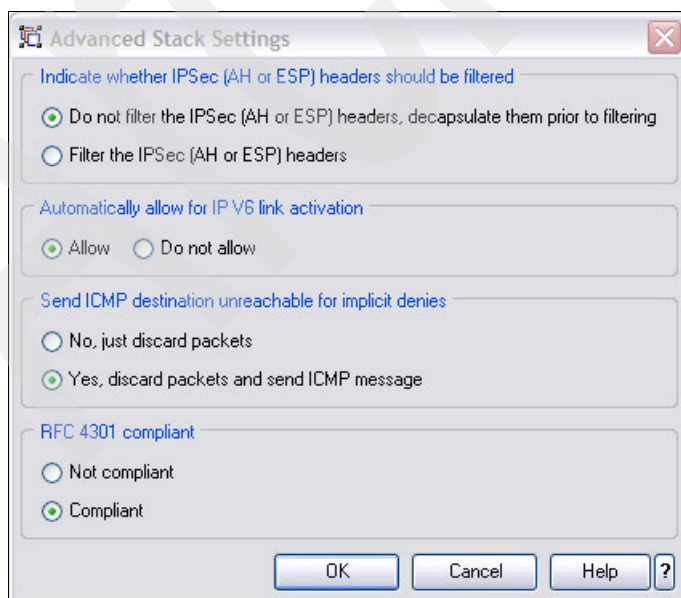 Advanced Stack Settings
Indicate whether IPSec (AH or ESP) headers should be filtered
Do not filter the IPSec (AH or ESP) headers, decapsulate them prior to filtering
Filter the IPSec (AH or ESP) headers
Automatically allow for IP V6 link activation
Allow Do not allow
Send ICMP destination unreachable for implicit denies
No, just discard packets
Yes, discard packets and send ICMP message
RFC 4301 compliant
Not compliant
Compliant
OK Cancel Help ?